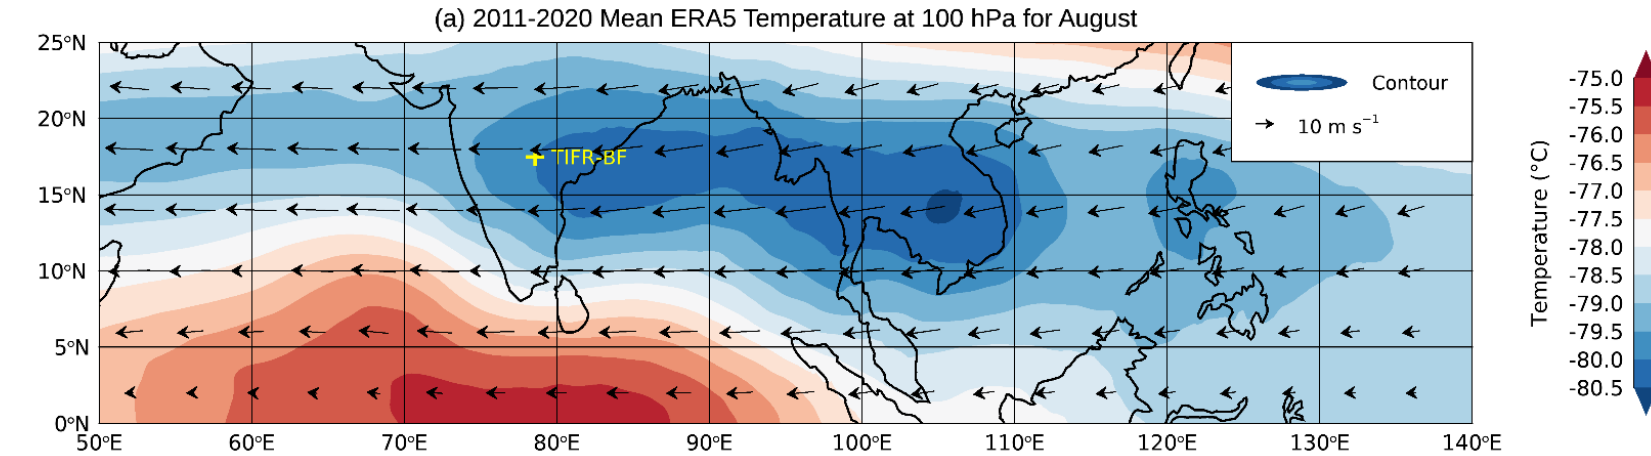 (a) 2011-2020 Mean ERA5 Temperature at 100 hPa for August
25°N
20°N
15°N
10°N
5°N
0°N
50°E 60°E 70°E 80°E 90°E 100°E 110°E 120°E 130°E 140°E
TIFR-BF
Contour
10 m s⁻¹
Temperature (°C)
-75.0
-75.5
-76.0
-76.5
-77.0
-77.5
-78.0
-78.5
-79.0
-79.5
-80.0
-80.5